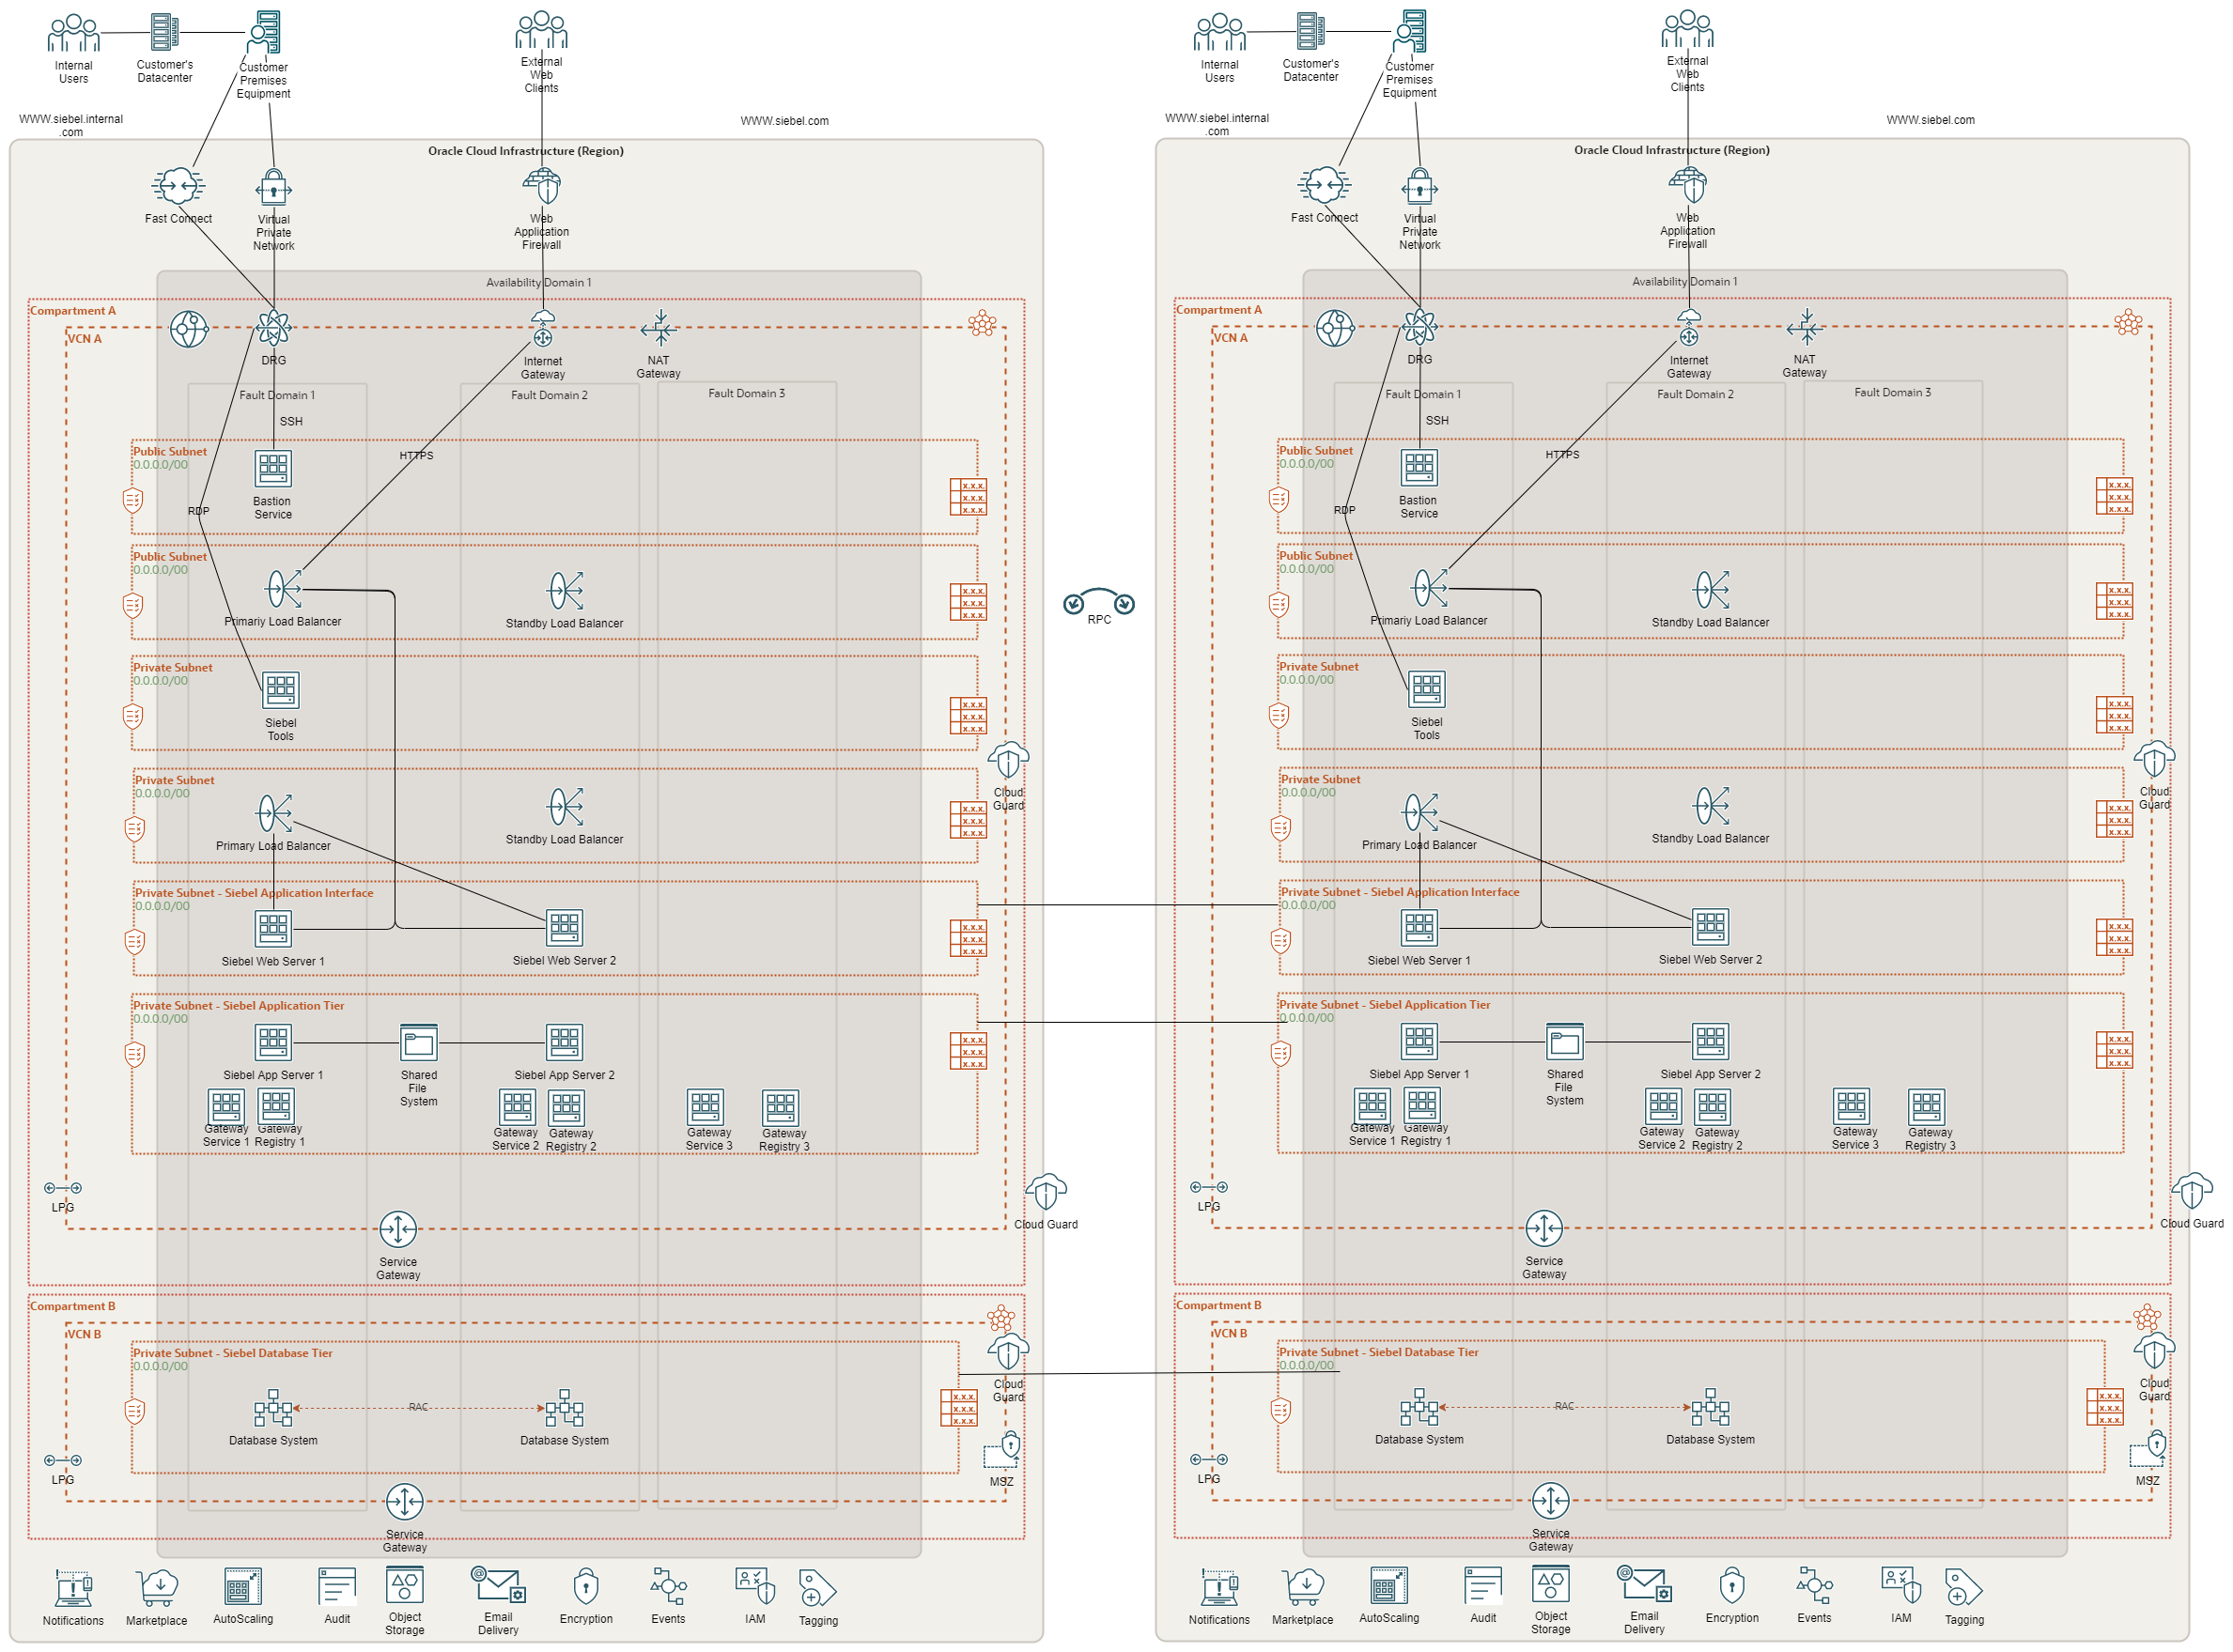 Internal
Users
Customer's
Datacenter
Customer
Premises
Equipment
External
Web
Clients
WWW.siebel.internal
.com
WWW.siebel.com
Oracle Cloud Infrastructure (Region)
Fast Connect
Virtual
Private
Network
Web
Application
Firewall
Availability Domain 1
Compartment A
VCN A
DRG
Internet
Gateway
NAT
Gateway
Fault Domain 1
Fault Domain 2
Fault Domain 3
SSH
HTTPS
RDP
Public Subnet
0.0.0.0/00
Bastion
Service
x.x.x.
x.x.x.
x.x.x.
Public Subnet
0.0.0.0/00
Primariy Load Balancer
Standby Load Balancer
x.x.x.
x.x.x.
x.x.x.
Private Subnet
0.0.0.0/00
Siebel
Tools
x.x.x.
x.x.x.
x.x.x.
Cloud
Guard
Private Subnet
0.0.0.0/00
Primary Load Balancer
Standby Load Balancer
x.x.x.
x.x.x.
x.x.x.
Private Subnet - Siebel Application Interface
0.0.0.0/00
Siebel Web Server 1
Siebel Web Server 2
x.x.x.
x.x.x.
x.x.x.
Private Subnet - Siebel Application Tier
0.0.0.0/00
Siebel App Server 1
Shared
File
System
Siebel App Server 2
x.x.x.
x.x.x.
x.x.x.
Gateway
Service 1
Gateway
Registry 1
Gateway
Service 2
Gateway
Registry 2
Gateway
Service 3
Gateway
Registry 3
LPG
Cloud Guard
Service
Gateway
Compartment B
VCN B
Private Subnet - Siebel Database Tier
0.0.0.0/00
Cloud
Guard
Database System
RAC
Database System
x.x.x.
x.x.x.
x.x.x.
LPG
MSZ
Service
Gateway
Notifications
Marketplace
AutoScaling
Audit
Object
Storage
@
Email
Delivery
Encryption
Events
IAM
Tagging
RPC
Internal
Users
Customer's
Datacenter
Customer
Premises
Equipment
External
Web
Clients
WWW.siebel.internal
.com
WWW.siebel.com
Oracle Cloud Infrastructure (Region)
Fast Connect
Virtual
Private
Network
Web
Application
Firewall
Availability Domain 1
Compartment A
VCN A
DRG
Internet
Gateway
NAT
Gateway
Fault Domain 1
Fault Domain 2
Fault Domain 3
SSH
HTTPS
RDP
Public Subnet
0.0.0.0/00
Bastion
Service
x.x.x.
x.x.x.
x.x.x.
Public Subnet
0.0.0.0/00
Primariy Load Balancer
Standby Load Balancer
x.x.x.
x.x.x.
x.x.x.
Private Subnet
0.0.0.0/00
Siebel
Tools
x.x.x.
x.x.x.
x.x.x.
Cloud
Guard
Private Subnet
0.0.0.0/00
Primary Load Balancer
Standby Load Balancer
x.x.x.
x.x.x.
x.x.x.
Private Subnet - Siebel Application Interface
0.0.0.0/00
Siebel Web Server 1
Siebel Web Server 2
x.x.x.
x.x.x.
x.x.x.
Private Subnet - Siebel Application Tier
0.0.0.0/00
Siebel App Server 1
Shared
File
System
Siebel App Server 2
x.x.x.
x.x.x.
x.x.x.
Gateway
Service 1
Gateway
Registry 1
Gateway
Service 2
Gateway
Registry 2
Gateway
Service 3
Gateway
Registry 3
LPG
Cloud Guard
Service
Gateway
Compartment B
VCN B
Private Subnet - Siebel Database Tier
0.0.0.0/00
Cloud
Guard
Database System
RAC
Database System
x.x.x.
x.x.x.
x.x.x.
LPG
MSZ
Service
Gateway
Notifications
Marketplace
AutoScaling
Audit
Object
Storage
@
Email
Delivery
Encryption
Events
IAM
Tagging